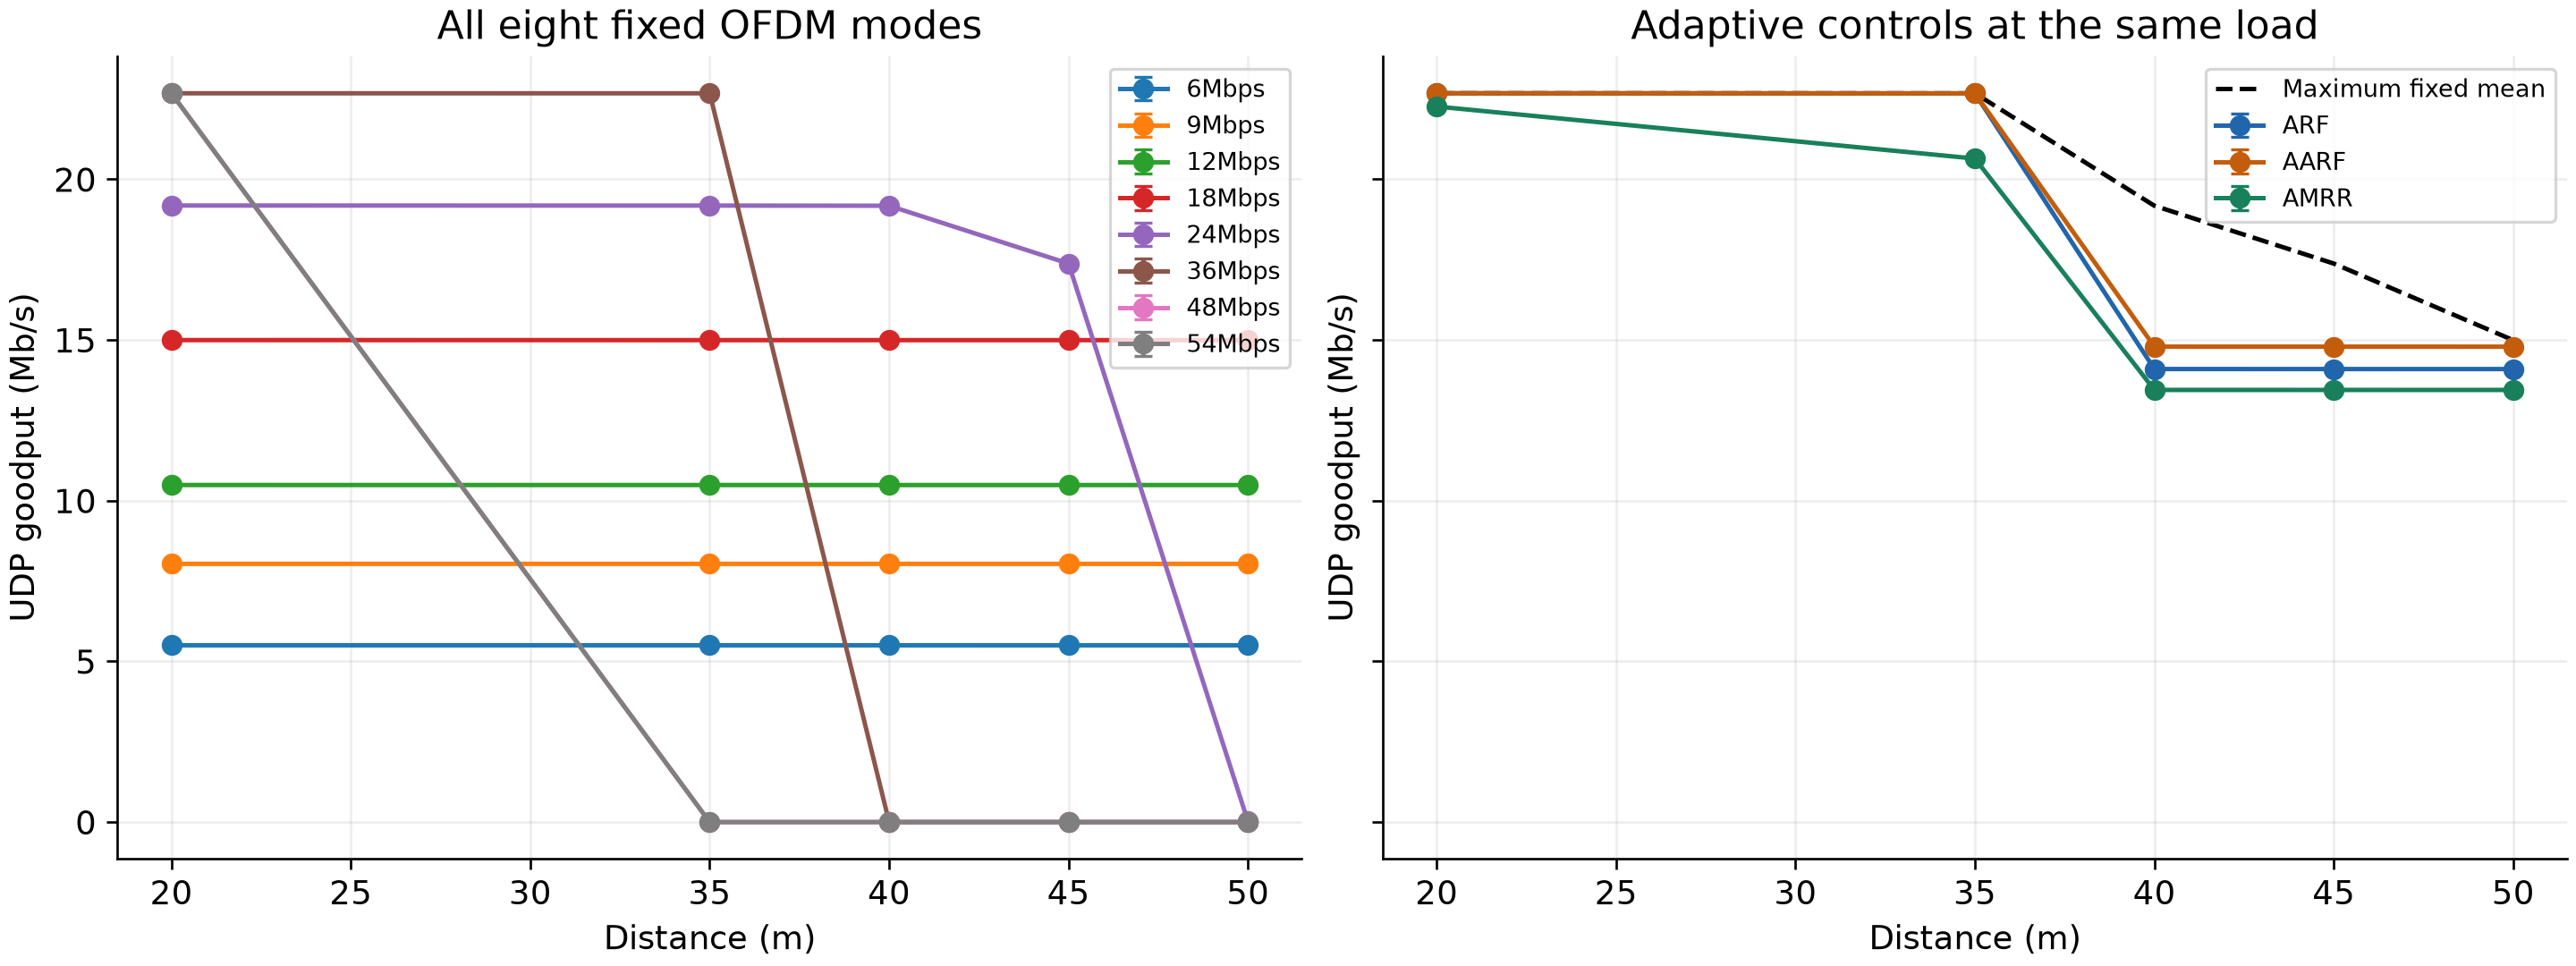 All eight fixed OFDM modes
UDP goodput (Mb/s)
20
15
10
5
0
20 25 30 35 40 45 50
Distance (m)
6Mbps
9Mbps
12Mbps
18Mbps
24Mbps
36Mbps
48Mbps
54Mbps
Adaptive controls at the same load
UDP goodput (Mb/s)
20 25 30 35 40 45 50
Distance (m)
Maximum fixed mean
ARF
AARF
AMRR